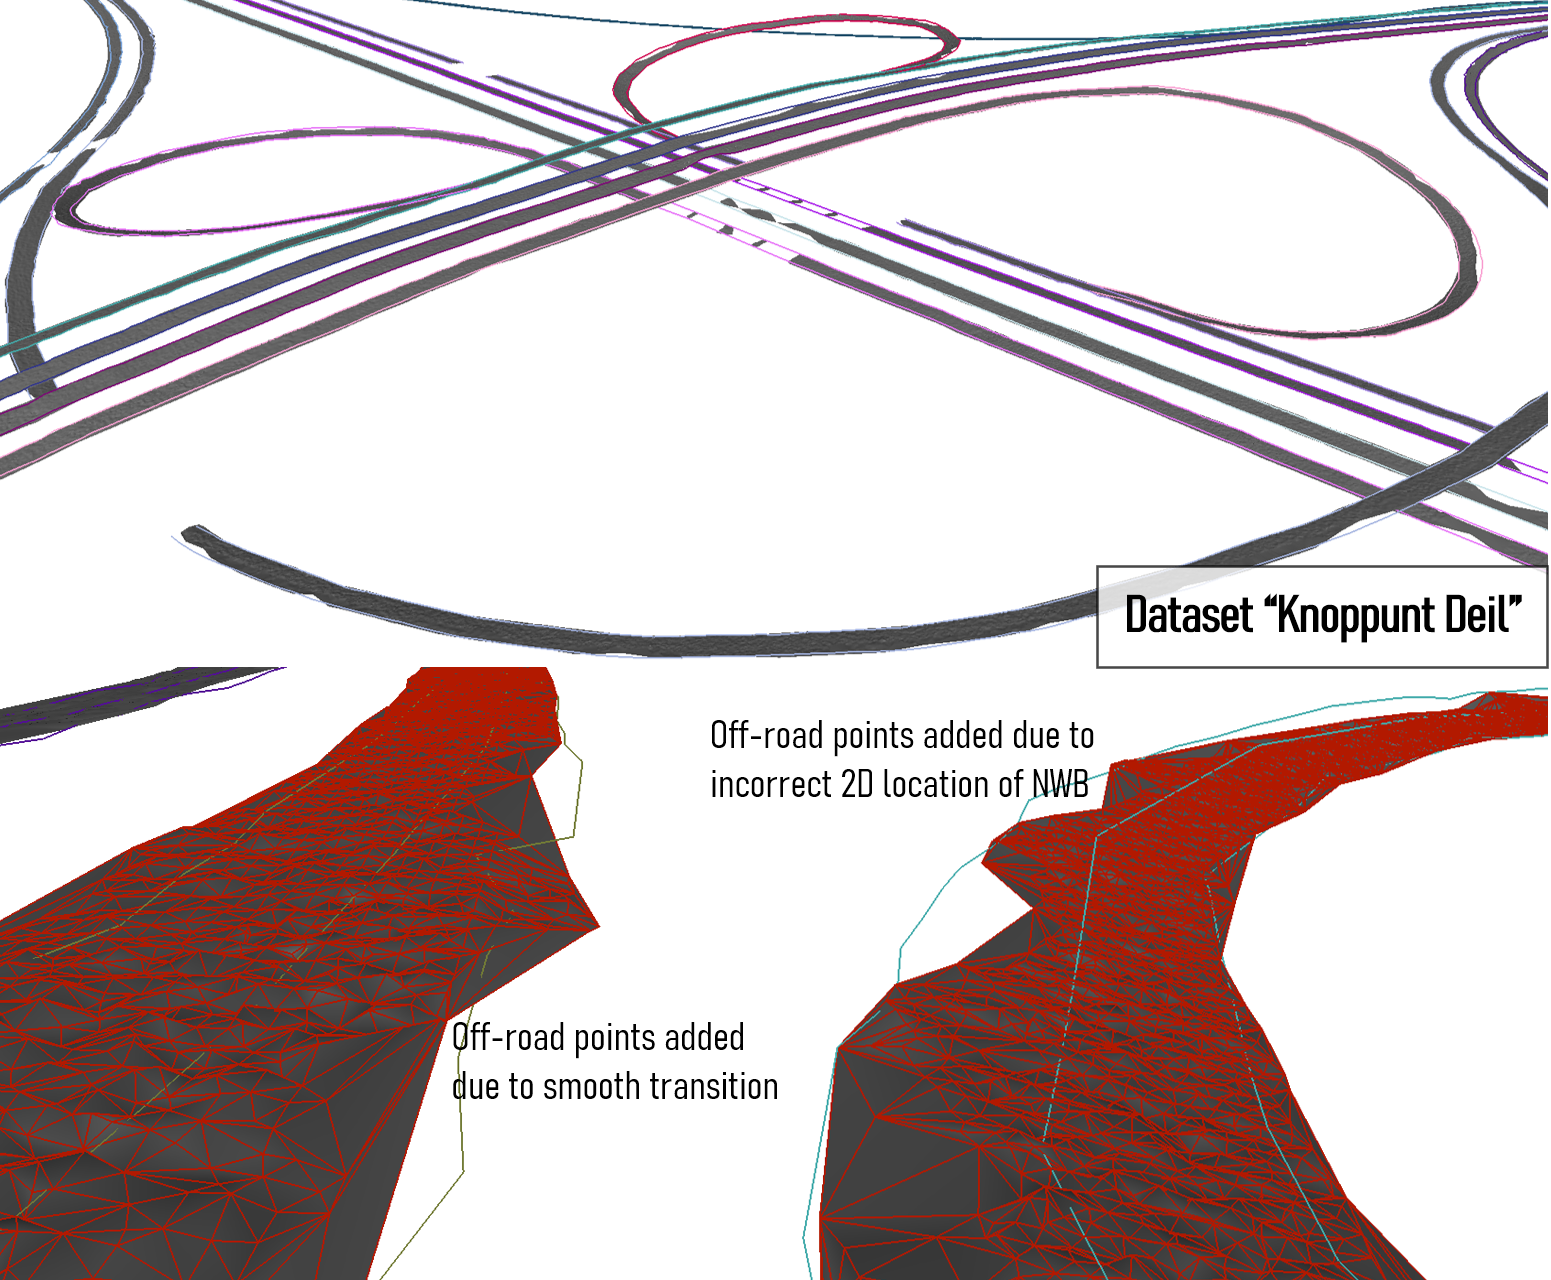 Dataset “Knoppunt Deil”
Off-road points added due to
incorrect 2D location of NWB
Off-road points added
due to smooth transition